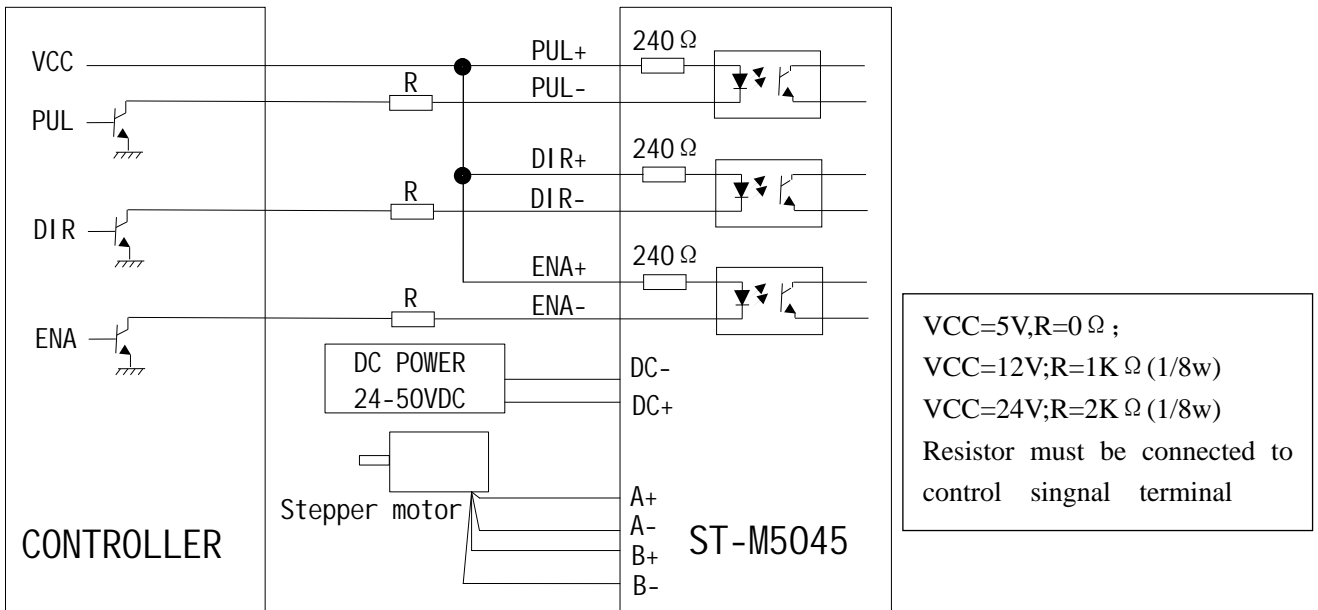 VCC
PUL
DIR
ENA
CONTROLLER
R
R
R
PUL+
PUL-
DIR+
DIR-
ENA+
ENA-
240Ω
240Ω
240Ω
DC POWER
24-50VDC
DC-
DC+
Stepper motor
A+
A-
B+
B-
ST-M5045
VCC=5V,R=0Ω；
VCC=12V;R=1KΩ(1/8w)
VCC=24V;R=2KΩ(1/8w)
Resistor must be connected to
control singnal terminal